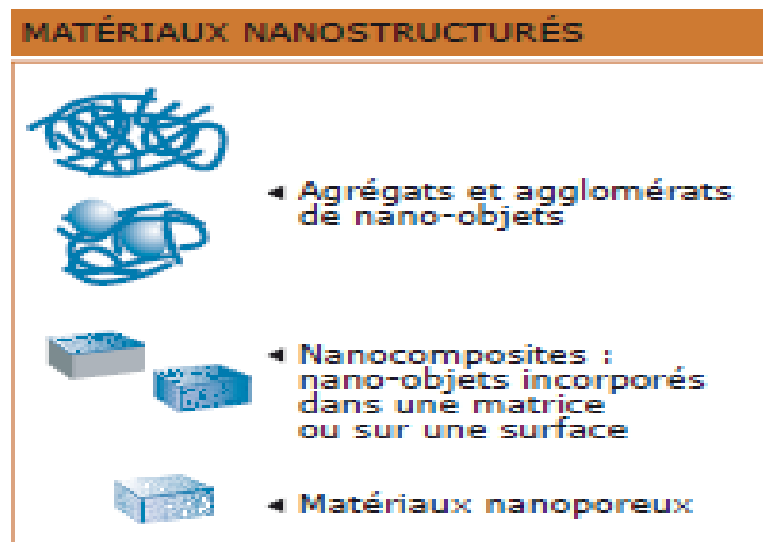 MATÉRIAUX NANOSTRUCTURÉS
◄ Agrégats et agglomérats
de nano-objets
◄ Nanocomposites :
nano-objets incorporés
dans une matrice
ou sur une surface
◄ Matériaux nanoporeux